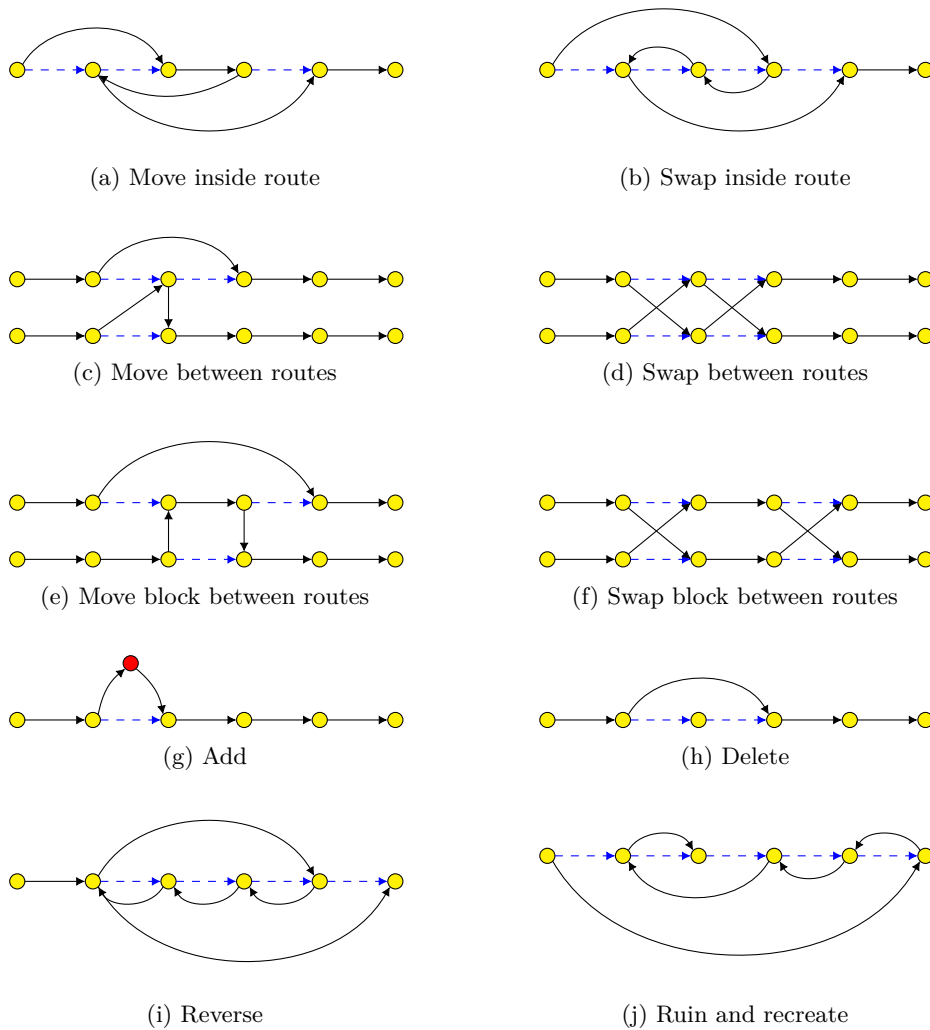 (a) Move inside route
(b) Swap inside route
(c) Move between routes
(d) Swap between routes
(e) Move block between routes
(f) Swap block between routes
(g) Add
(h) Delete
(i) Reverse
(j) Ruin and recreate